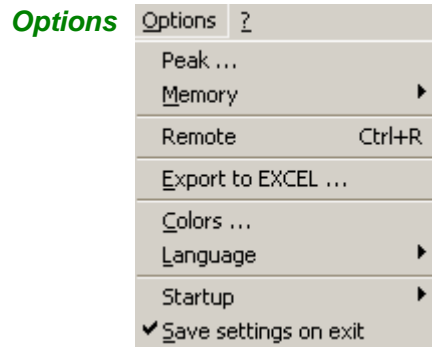 Options Options ?
Peak ...
Memory
Remote Ctrl+R
Export to EXCEL ...
Colors ...
Language
Startup
Save settings on exit